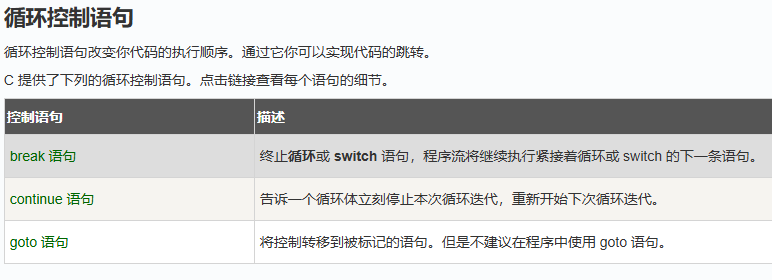 循环控制语句
循环控制语句改变你代码的执行顺序。通过它你可以实现代码的跳转。
C 提供了下列的循环控制语句。点击链接查看每个语句的细节。
控制语句 描述
break 语句 终止循环或 switch 语句，程序流将继续执行紧接着循环或 switch 的下一条语句。
continue 语句 告诉一个循环体立刻停止本次循环迭代，重新开始下次循环迭代。
goto 语句 将控制转移到被标记的语句。但是不建议在程序中使用 goto 语句。